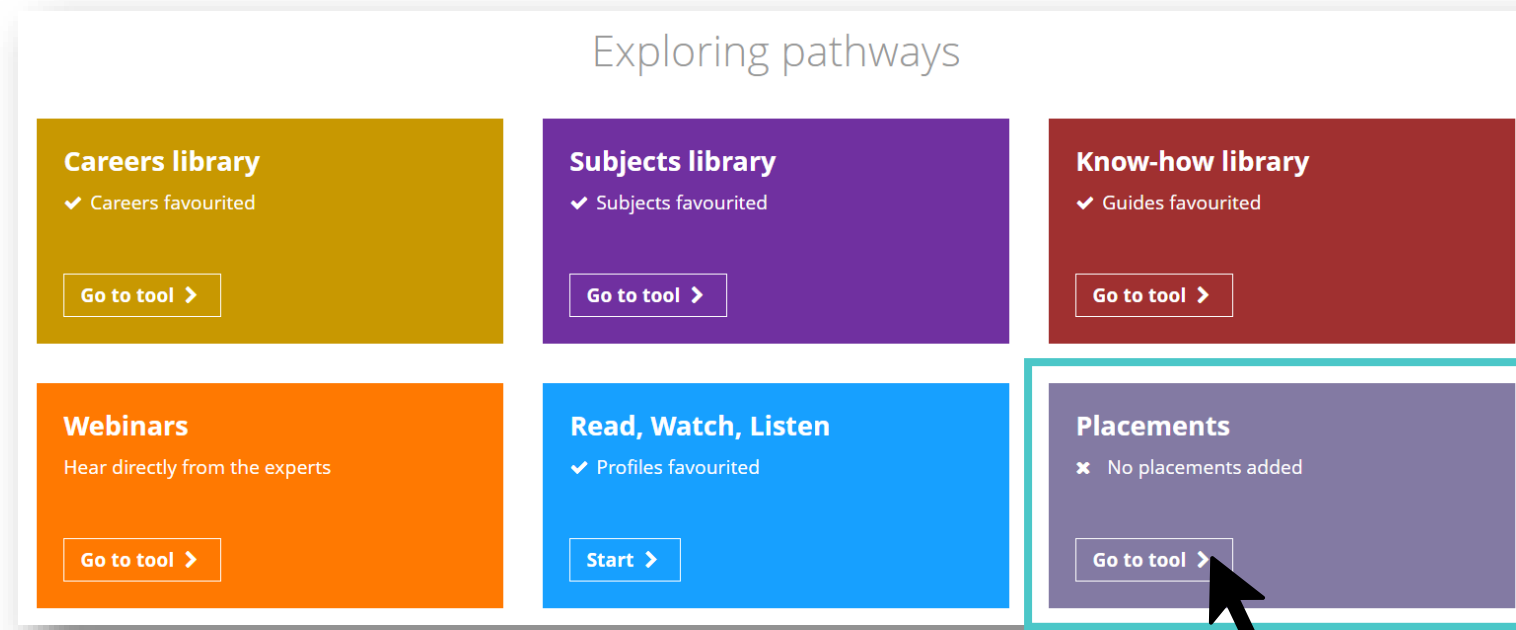 Exploring pathways
Careers library
Careers favourited
Go to tool
Subjects library
Subjects favourited
Go to tool
Know-how library
Guides favourited
Go to tool
Webinars
Hear directly from the experts
Go to tool
Read, Watch, Listen
Profiles favourited
Start
Placements
No placements added
Go to tool